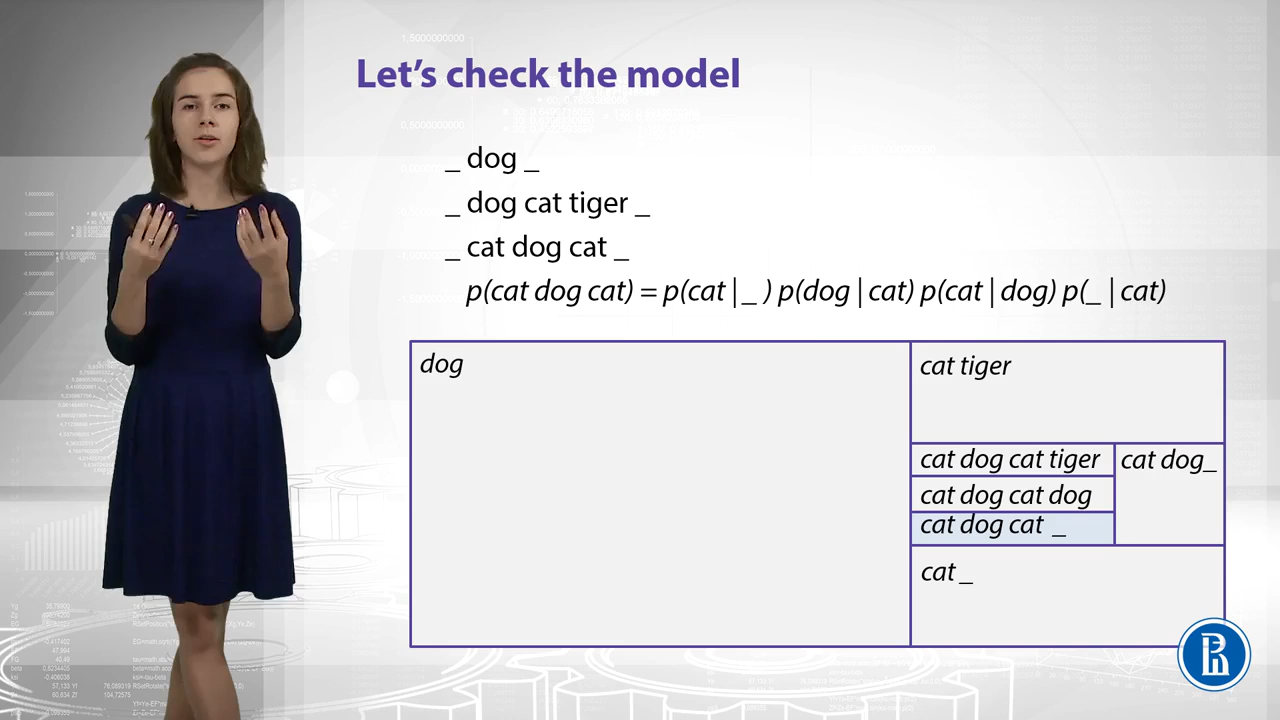 Let's check the model
_ dog _
_ dog cat tiger _
_ cat dog cat _
p(cat dog cat) = p(cat | _ ) p(dog | cat) p(cat | dog) p(_ | cat)
dog
cat tiger
cat dog cat tiger
cat dog_
cat dog cat dog
cat dog cat _
cat _